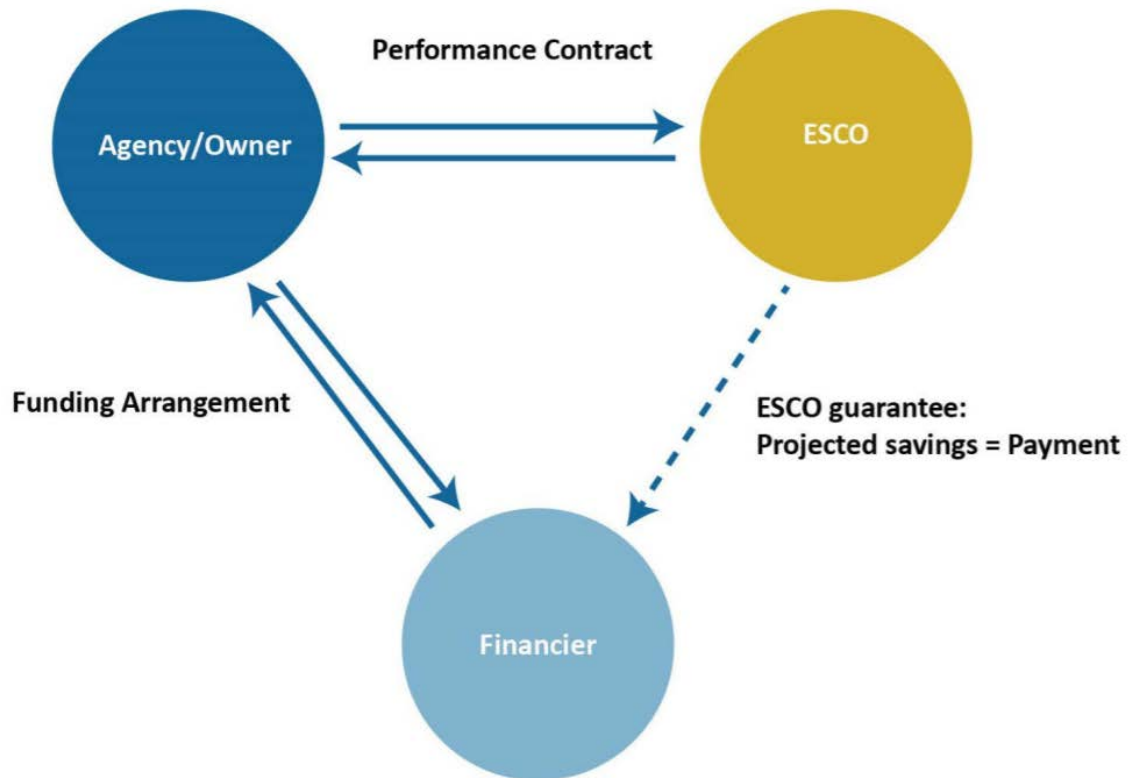 Performance Contract
Agency/Owner
ESCO
Funding Arrangement
ESCO guarantee:
Projected savings = Payment
Financier